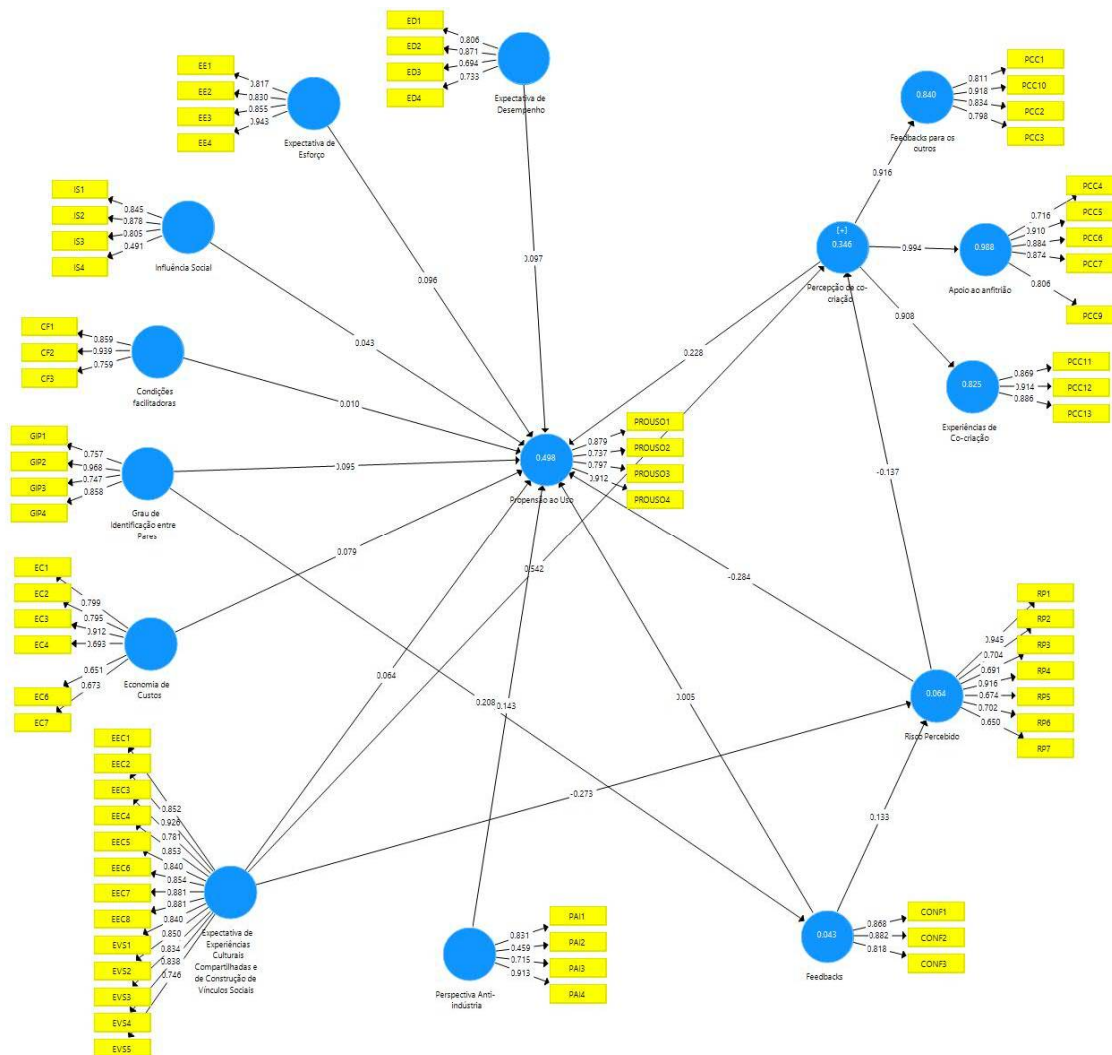 ED1
ED2
ED3
ED4
0.806
0.871
0.694
0.733
Expectativa de
Desempenho
EE1
EE2
EE3
EE4
0.817
0.830
0.855
0.943
Expectativa de
Esforço
IS1
IS2
IS3
IS4
0.845
0.878
0.805
0.491
Influência Social
CF1
CF2
CF3
0.859
0.939
0.759
Condições
facilitadoras
GIP1
GIP2
GIP3
GIP4
0.757
0.968
0.747
0.858
Grau de
Identificação entre
Pares
EC1
EC2
EC3
EC4
EC6
EC7
0.799
0.795
0.912
0.693
0.651
0.673
Economia de
Custos
EEC1
EEC2
EEC3
EEC4
EEC5
EEC6
EEC7
EEC8
EVS1
EVS2
EVS3
EVS4
EVS5
0.852
0.926
0.781
0.853
0.840
0.854
0.881
0.881
0.840
0.850
0.834
0.838
0.746
Expectativa de
Experiências
Culturais
Compartilhadas e
de Construção de
Vínculos Sociais
0.097
0.096
0.043
0.010
0.095
0.079
0.064
0.542
0.208
0.143
-0.273
0.228
-0.284
0.005
0.133
-0.137
0.498
Propensão ao Uso
0.879
0.737
0.797
0.912
PROUSO1
PROUSO2
PROUSO3
PROUSO4
[+]
0.346
Percepção de co-
criação
0.916
0.994
0.908
0.840
Feedbacks para os
outros
0.811
0.918
0.834
0.798
PCC1
PCC10
PCC2
PCC3
0.988
Apoio ao anfitrião
0.716
0.910
0.884
0.874
0.806
PCC4
PCC5
PCC6
PCC7
PCC9
0.825
Experiências de
Co-criação
0.869
0.914
0.886
PCC11
PCC12
PCC13
0.064
Risco Percebido
0.945
0.704
0.691
0.916
0.674
0.702
0.650
RP1
RP2
RP3
RP4
RP5
RP6
RP7
0.043
Feedbacks
0.868
0.882
0.818
CONF1
CONF2
CONF3
Perspectiva Anti-
indústria
0.831
0.459
0.715
0.913
PAI1
PAI2
PAI3
PAI4